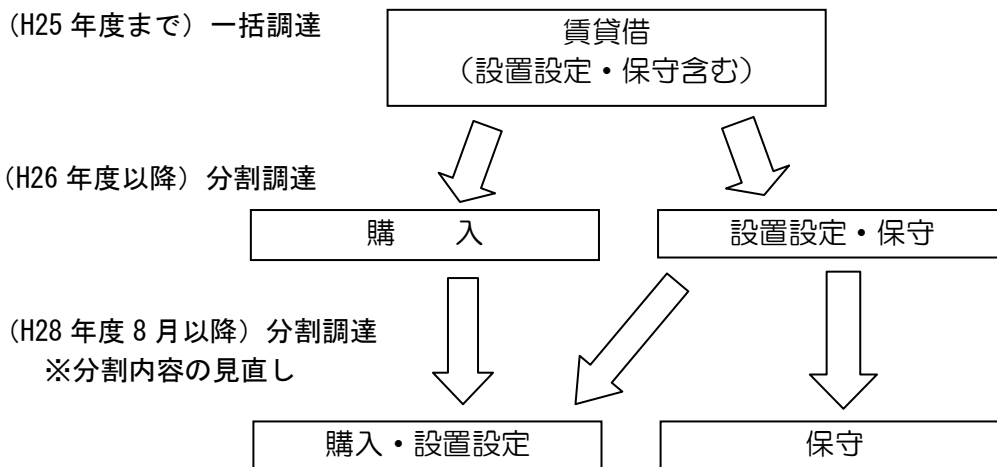 (H25 年度まで）一括調達
賃貸借
（設置設定・保守含む）
(H26 年度以降）分割調達
購　　入
設置設定・保守
(H28 年度 8 月以降）分割調達
※分割内容の見直し
購入・設置設定
保守